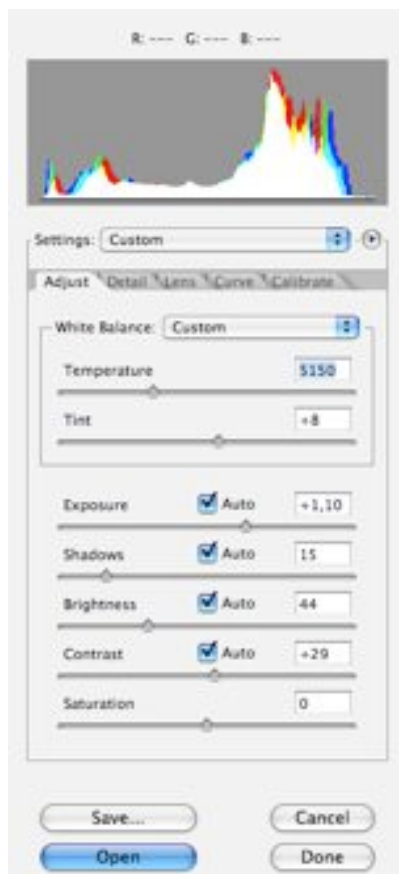 R: --- G: --- B: ---
Settings: Custom
Adjust Detail Lens Curve Calibrate
White Balance: Custom
Temperature 5150
Tint +8
Exposure Auto +1,10
Shadows Auto 15
Brightness Auto 44
Contrast Auto +29
Saturation 0
Save... Cancel
Open Done